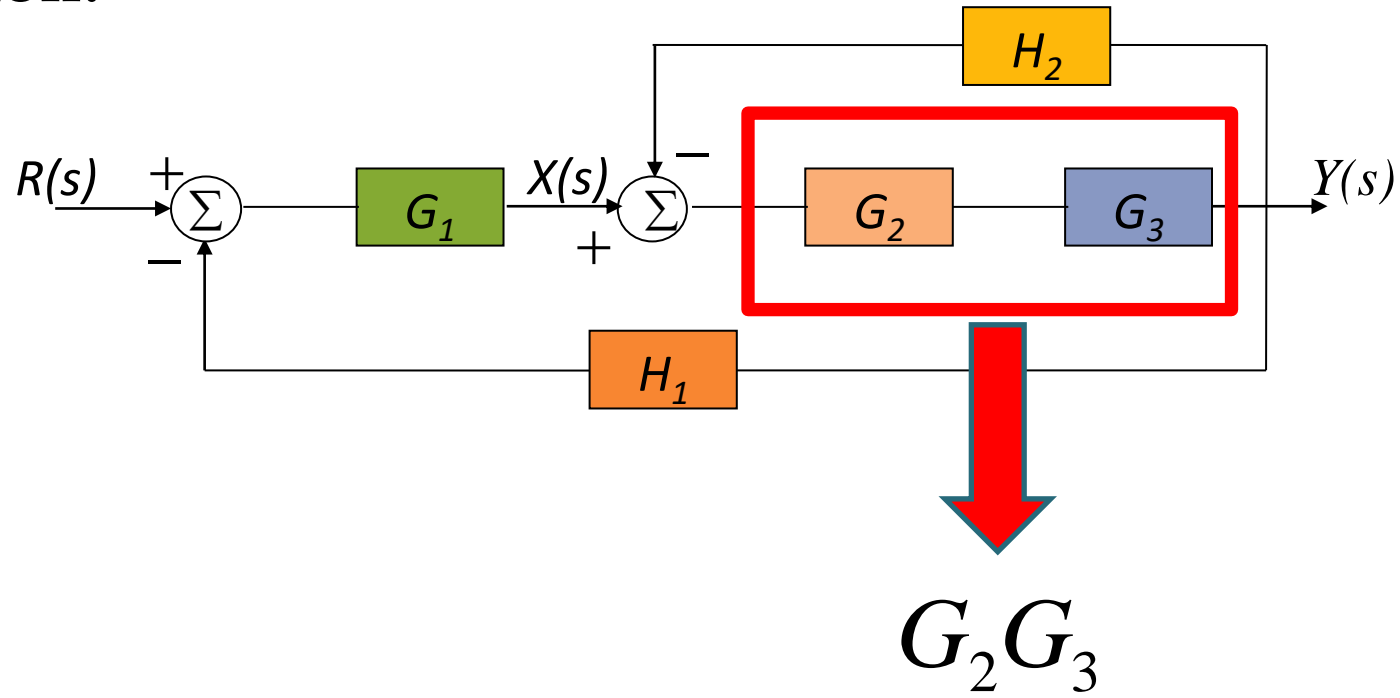 H₂
R(s) + Σ G₁ X(s) + − Σ G₂ G₃ Y(s)
−
H₁
G₂G₃